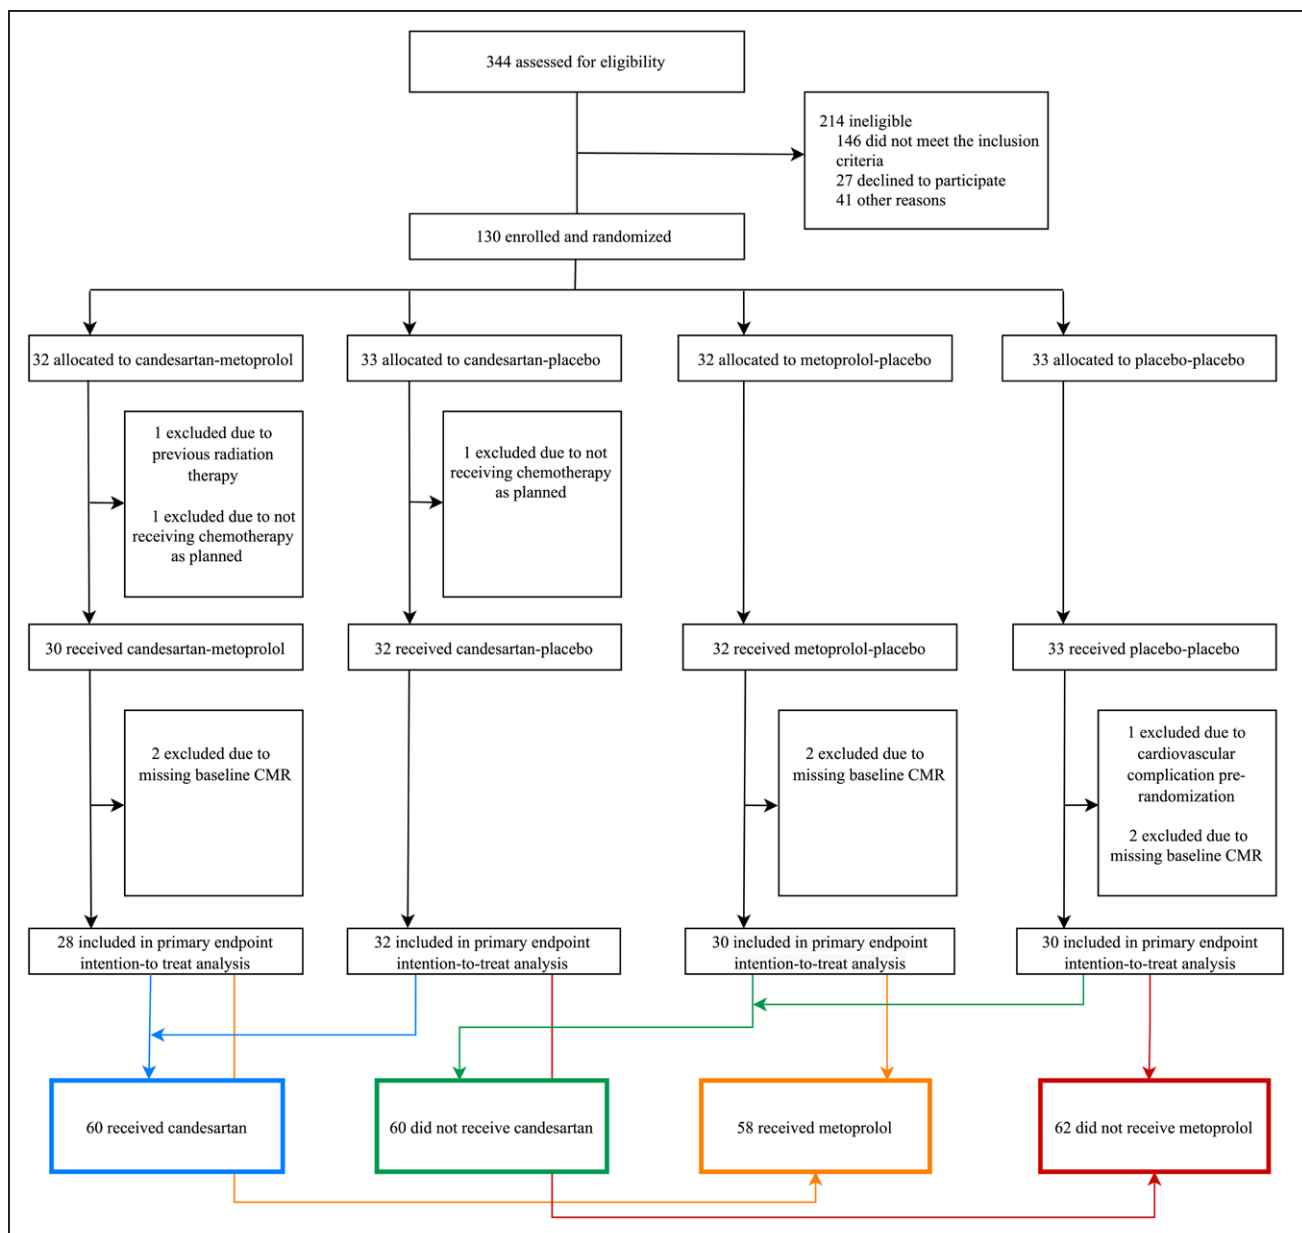 344 assessed for eligibility
214 ineligible
146 did not meet the inclusion
criteria
27 declined to participate
41 other reasons
130 enrolled and randomized
32 allocated to candesartan-metoprolol
33 allocated to candesartan-placebo
32 allocated to metoprolol-placebo
33 allocated to placebo-placebo
1 excluded due to
previous radiation
therapy
1 excluded due to not
receiving chemotherapy
as planned
1 excluded due to not
receiving chemotherapy
as planned
30 received candesartan-metoprolol
32 received candesartan-placebo
32 received metoprolol-placebo
33 received placebo-placebo
2 excluded due to
missing baseline CMR
2 excluded due to
missing baseline CMR
1 excluded due to
cardiovascular
complication pre-
randomization
2 excluded due to
missing baseline CMR
28 included in primary endpoint
intention-to treat analysis
32 included in primary endpoint
intention-to-treat analysis
30 included in primary endpoint
intention-to-treat analysis
30 included in primary endpoint
intention-to-treat analysis
60 received candesartan
60 did not receive candesartan
58 received metoprolol
62 did not receive metoprolol